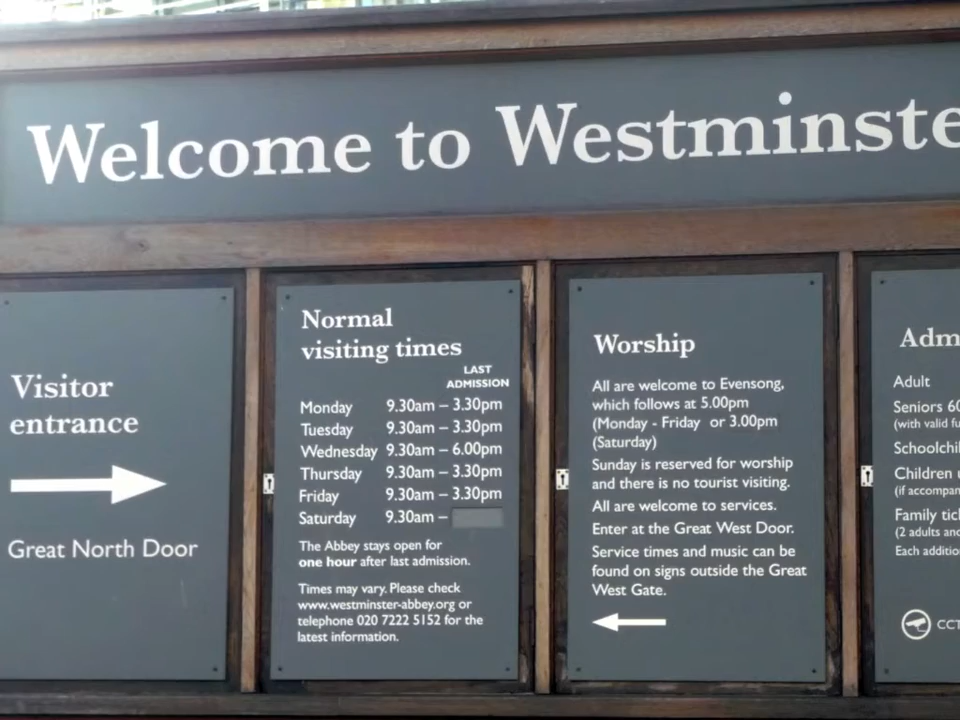 Welcome to Westminste
Visitor
entrance
Great North Door
Normal
visiting times
LAST
ADMISSION
Monday 9.30am – 3.30pm
Tuesday 9.30am – 3.30pm
Wednesday 9.30am – 6.00pm
Thursday 9.30am – 3.30pm
Friday 9.30am – 3.30pm
Saturday 9.30am –
The Abbey stays open for
one hour after last admission.
Times may vary. Please check
www.westminster-abbey.org or
telephone 020 7222 5152 for the
latest information.
Worship
All are welcome to Evensong,
which follows at 5.00pm
(Monday - Friday or 3.00pm
(Saturday)
Sunday is reserved for worship
and there is no tourist visiting.
All are welcome to services.
Enter at the Great West Door.
Service times and music can be
found on signs outside the Great
West Gate.
Adm
Adult
Seniors 60
(with valid fu
Schoolchil
Children u
(if accompan
Family tick
(2 adults and
Each additio
CCT